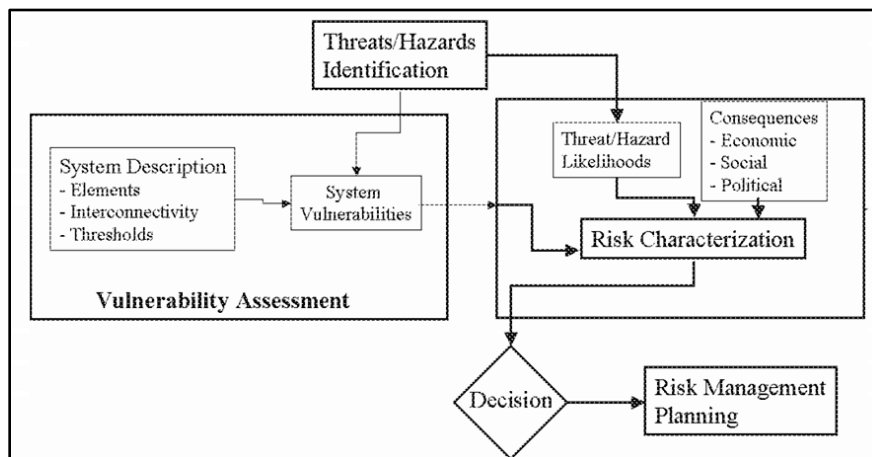 Threats/Hazards
Identification
System Description
- Elements
- Interconnectivity
- Thresholds
System
Vulnerabilities
Vulnerability Assessment
Threat/Hazard
Likelihoods
Consequences
- Economic
- Social
- Political
Risk Characterization
Decision
Risk Management
Planning